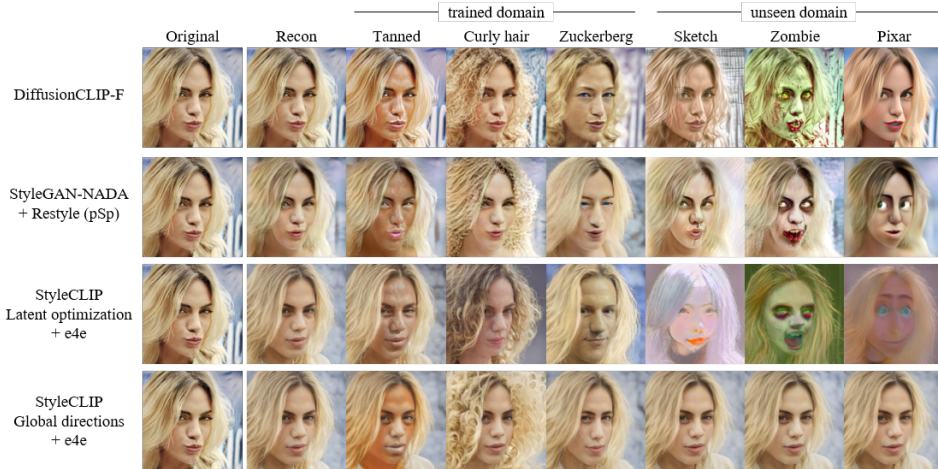 trained domain unseen domain
Original Recon Tanned Curly hair Zuckerberg Sketch Zombie Pixar
DiffusionCLIP-F
StyleGAN-NADA
+ Restyle (pSp)
StyleCLIP
Latent optimization
+ e4e
StyleCLIP
Global directions
+ e4e